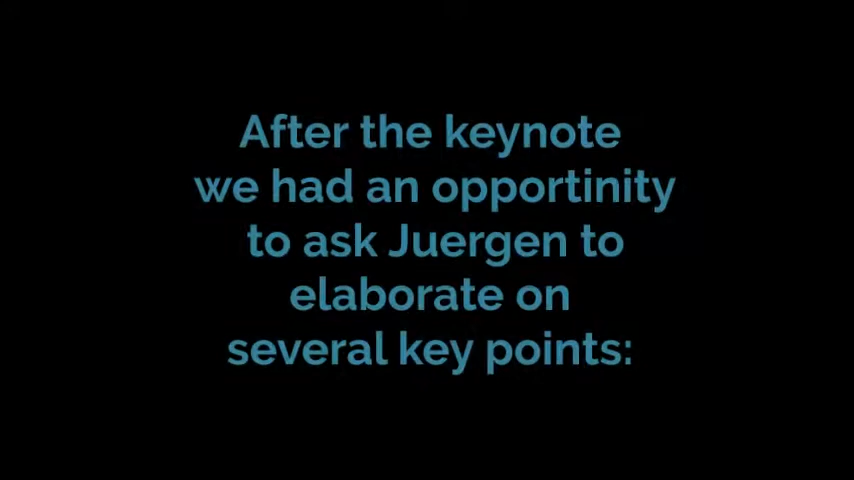 After the keynote
we had an opportinity
to ask Juergen to
elaborate on
several key points: